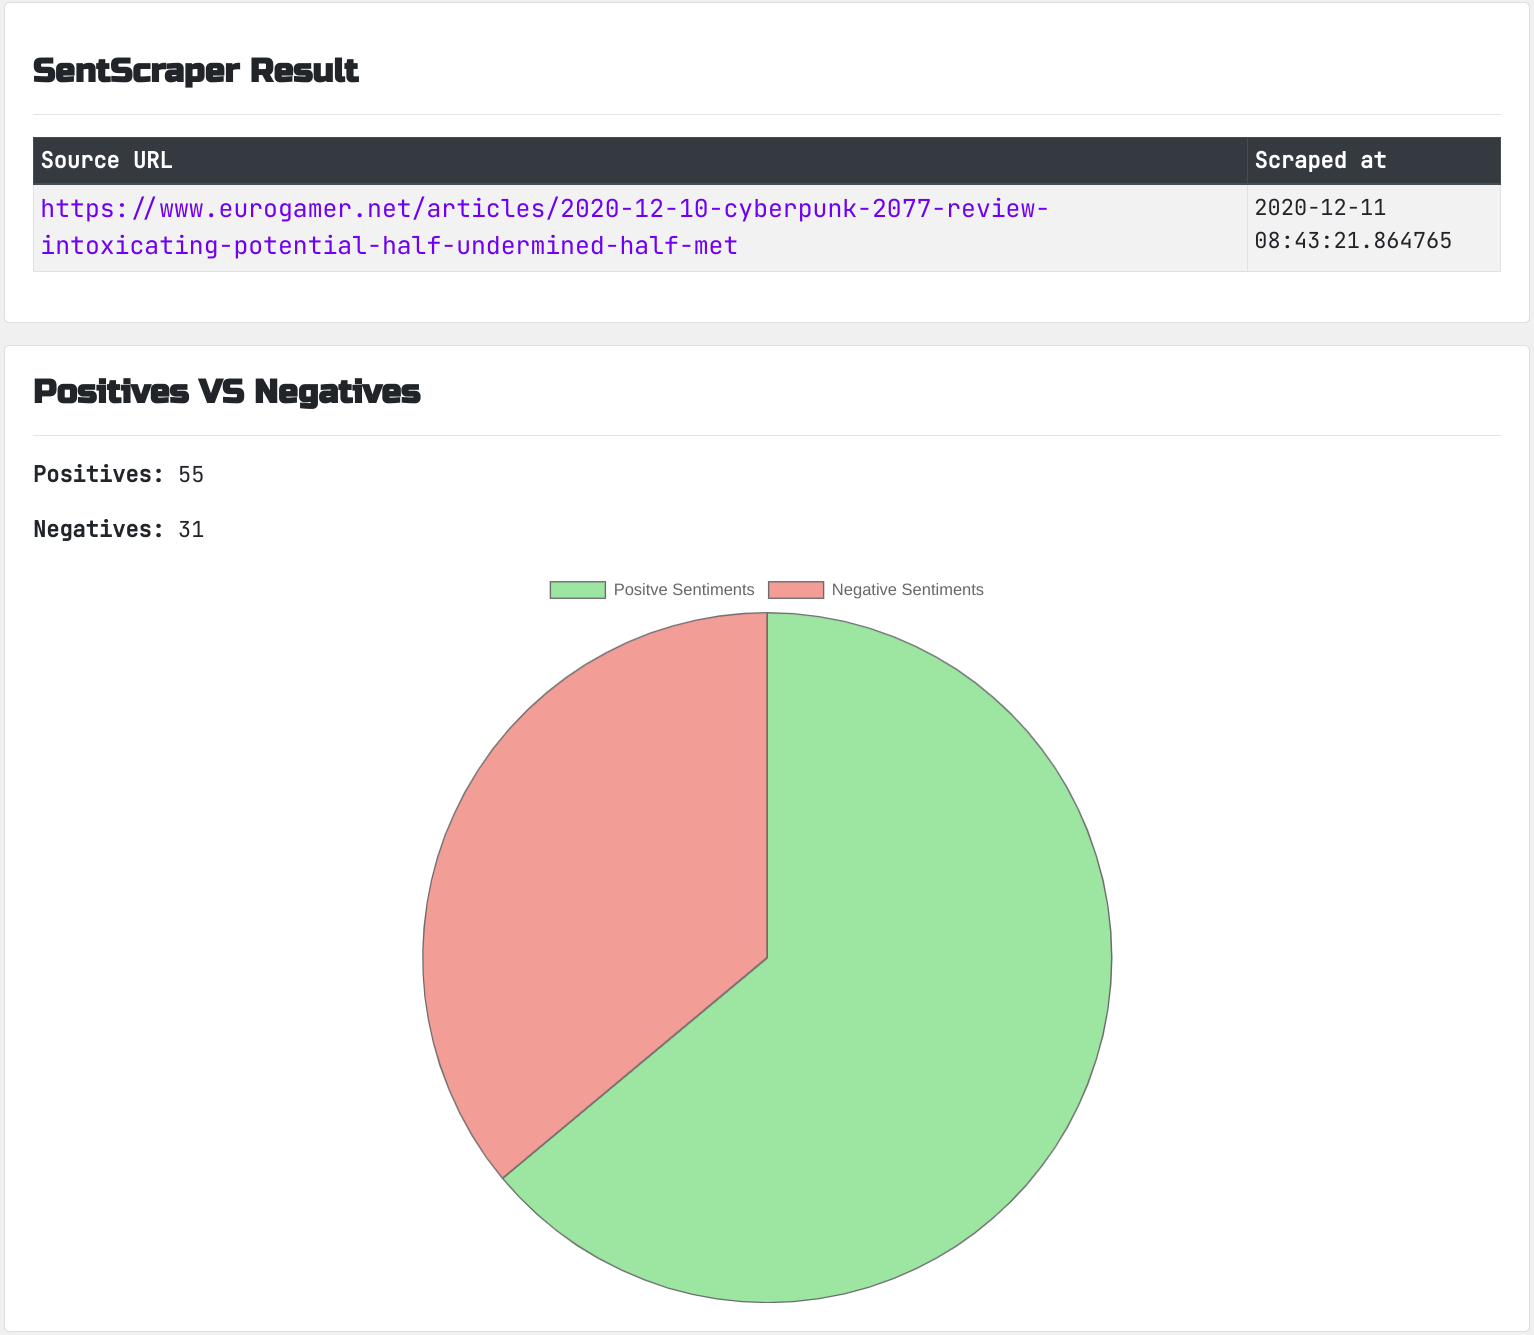 SentScraper Result
Source URL
Scraped at
https://www.eurogamer.net/articles/2020-12-10-cyberpunk-2077-review-
intoxicating-potential-half-undermined-half-met
2020-12-11
08:43:21.864765
Positives VS Negatives
Positives: 55
Negatives: 31
Positve Sentiments
Negative Sentiments